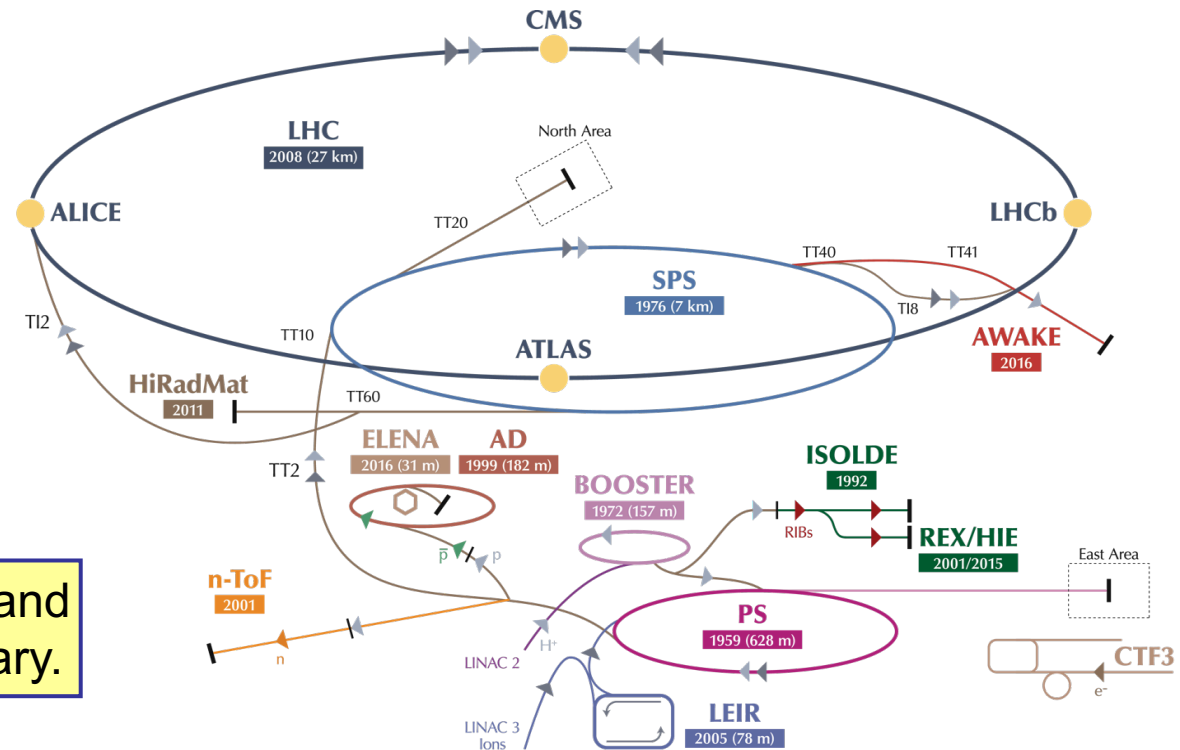 CMS
LHC
2008 (27 km)
North Area
ALICE
LHCb
TT20
TT40
TT41
SPS
1976 (7 km)
TI8
TI2
TT10
ATLAS
AWAKE
2016
HiRadMat
2011
TT60
ELENA
2016 (31 m)
AD
1999 (182 m)
ISOLDE
1992
TT2
BOOSTER
1972 (157 m)
RIBs
REX/HIE
2001/2015
p̅
p
East Area
and
ary.
n-ToF
2001
n
H⁺
PS
1959 (628 m)
LINAC 2
CTF3
e⁻
LINAC 3
Ions
LEIR
2005 (78 m)